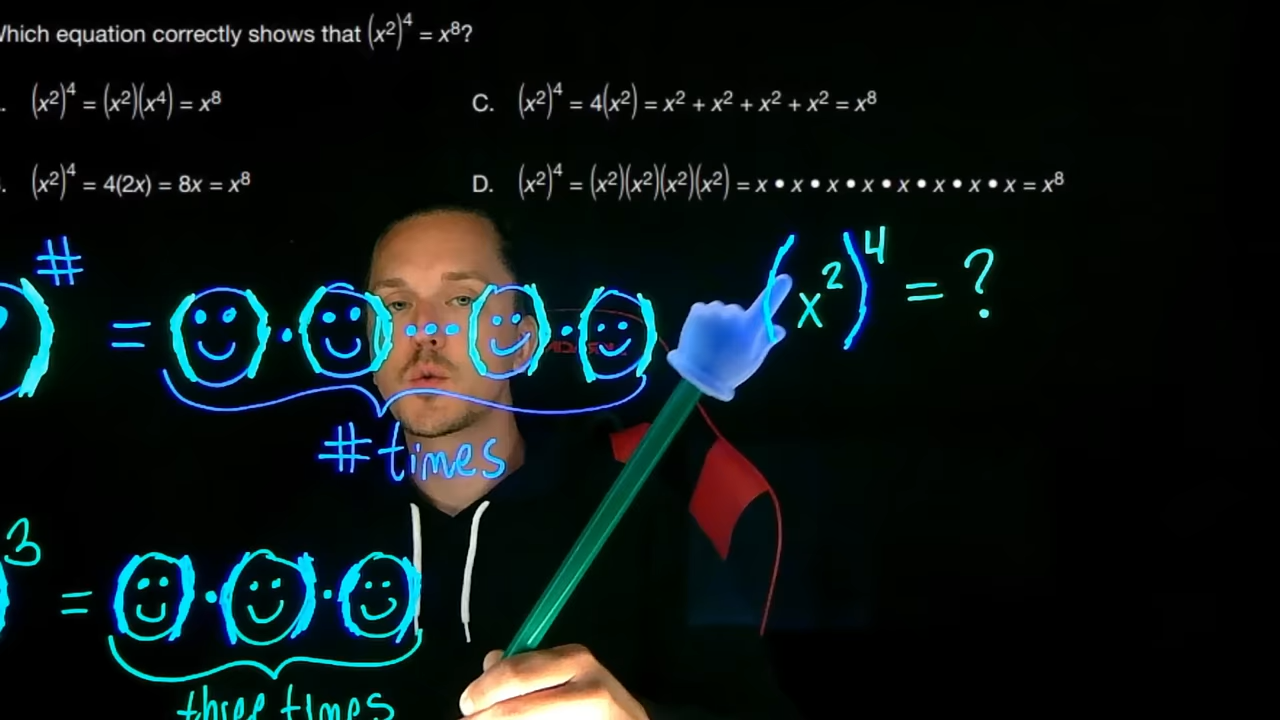 Which equation correctly shows that (x²)⁴ = x⁸?
. (x²)⁴ = (x²)(x⁴) = x⁸
C. (x²)⁴ = 4(x²) = x² + x² + x² + x² = x⁸
. (x²)⁴ = 4(2x) = 8x = x⁸
D. (x²)⁴ = (x²)(x²)(x²)(x²) = x • x • x • x • x • x • x • x = x⁸
)# = (☺)·(☺)···(☺)·(☺)
# times
(x²)⁴ = ?
)³ = (☺)·(☺)·(☺)
three times